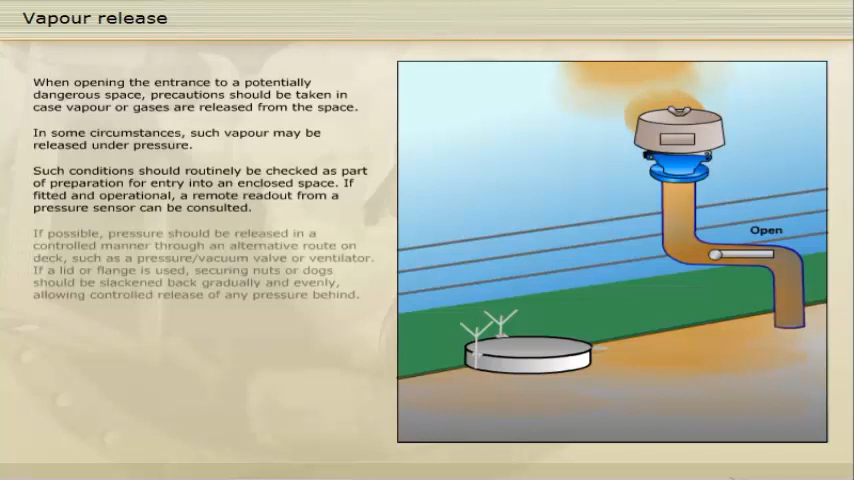 Vapour release
When opening the entrance to a potentially
dangerous space, precautions should be taken in
case vapour or gases are released from the space.
In some circumstances, such vapour may be
released under pressure.
Such conditions should routinely be checked as part
of preparation for entry into an enclosed space. If
fitted and operational, a remote readout from a
pressure sensor can be consulted.
If possible, pressure should be released in a
controlled manner through an alternative route on
deck, such as a pressure/vacuum valve or ventilator.
If a lid or flange is used, securing nuts or dogs
should be slackened back gradually and evenly,
allowing controlled release of any pressure behind.
Open